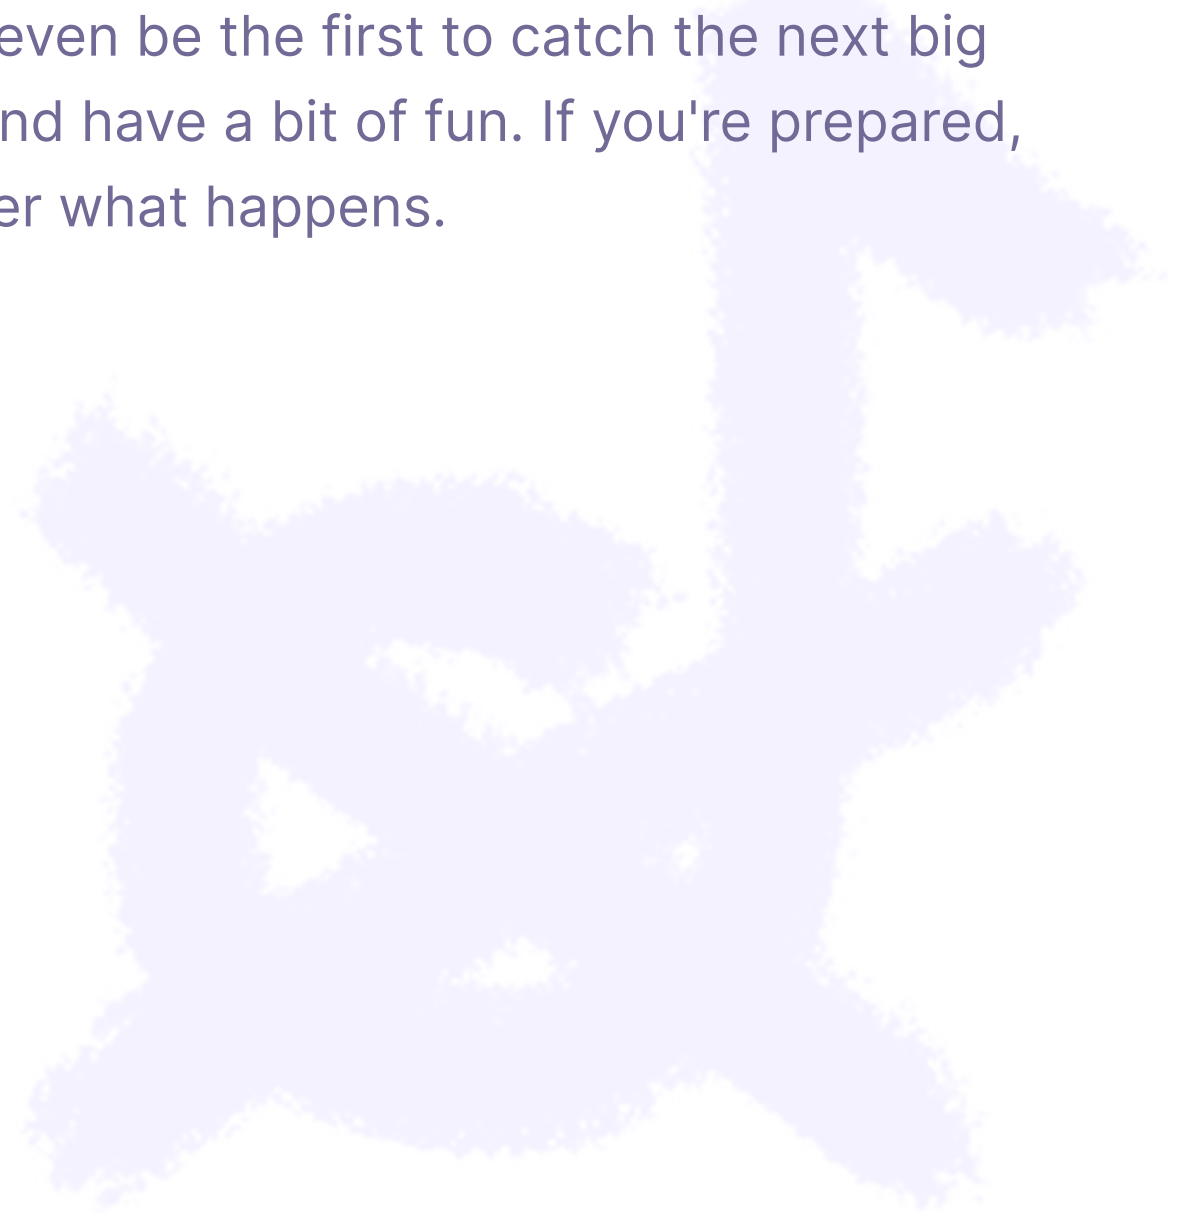 even be the first to catch the next big
nd have a bit of fun. If you're prepared,
er what happens.